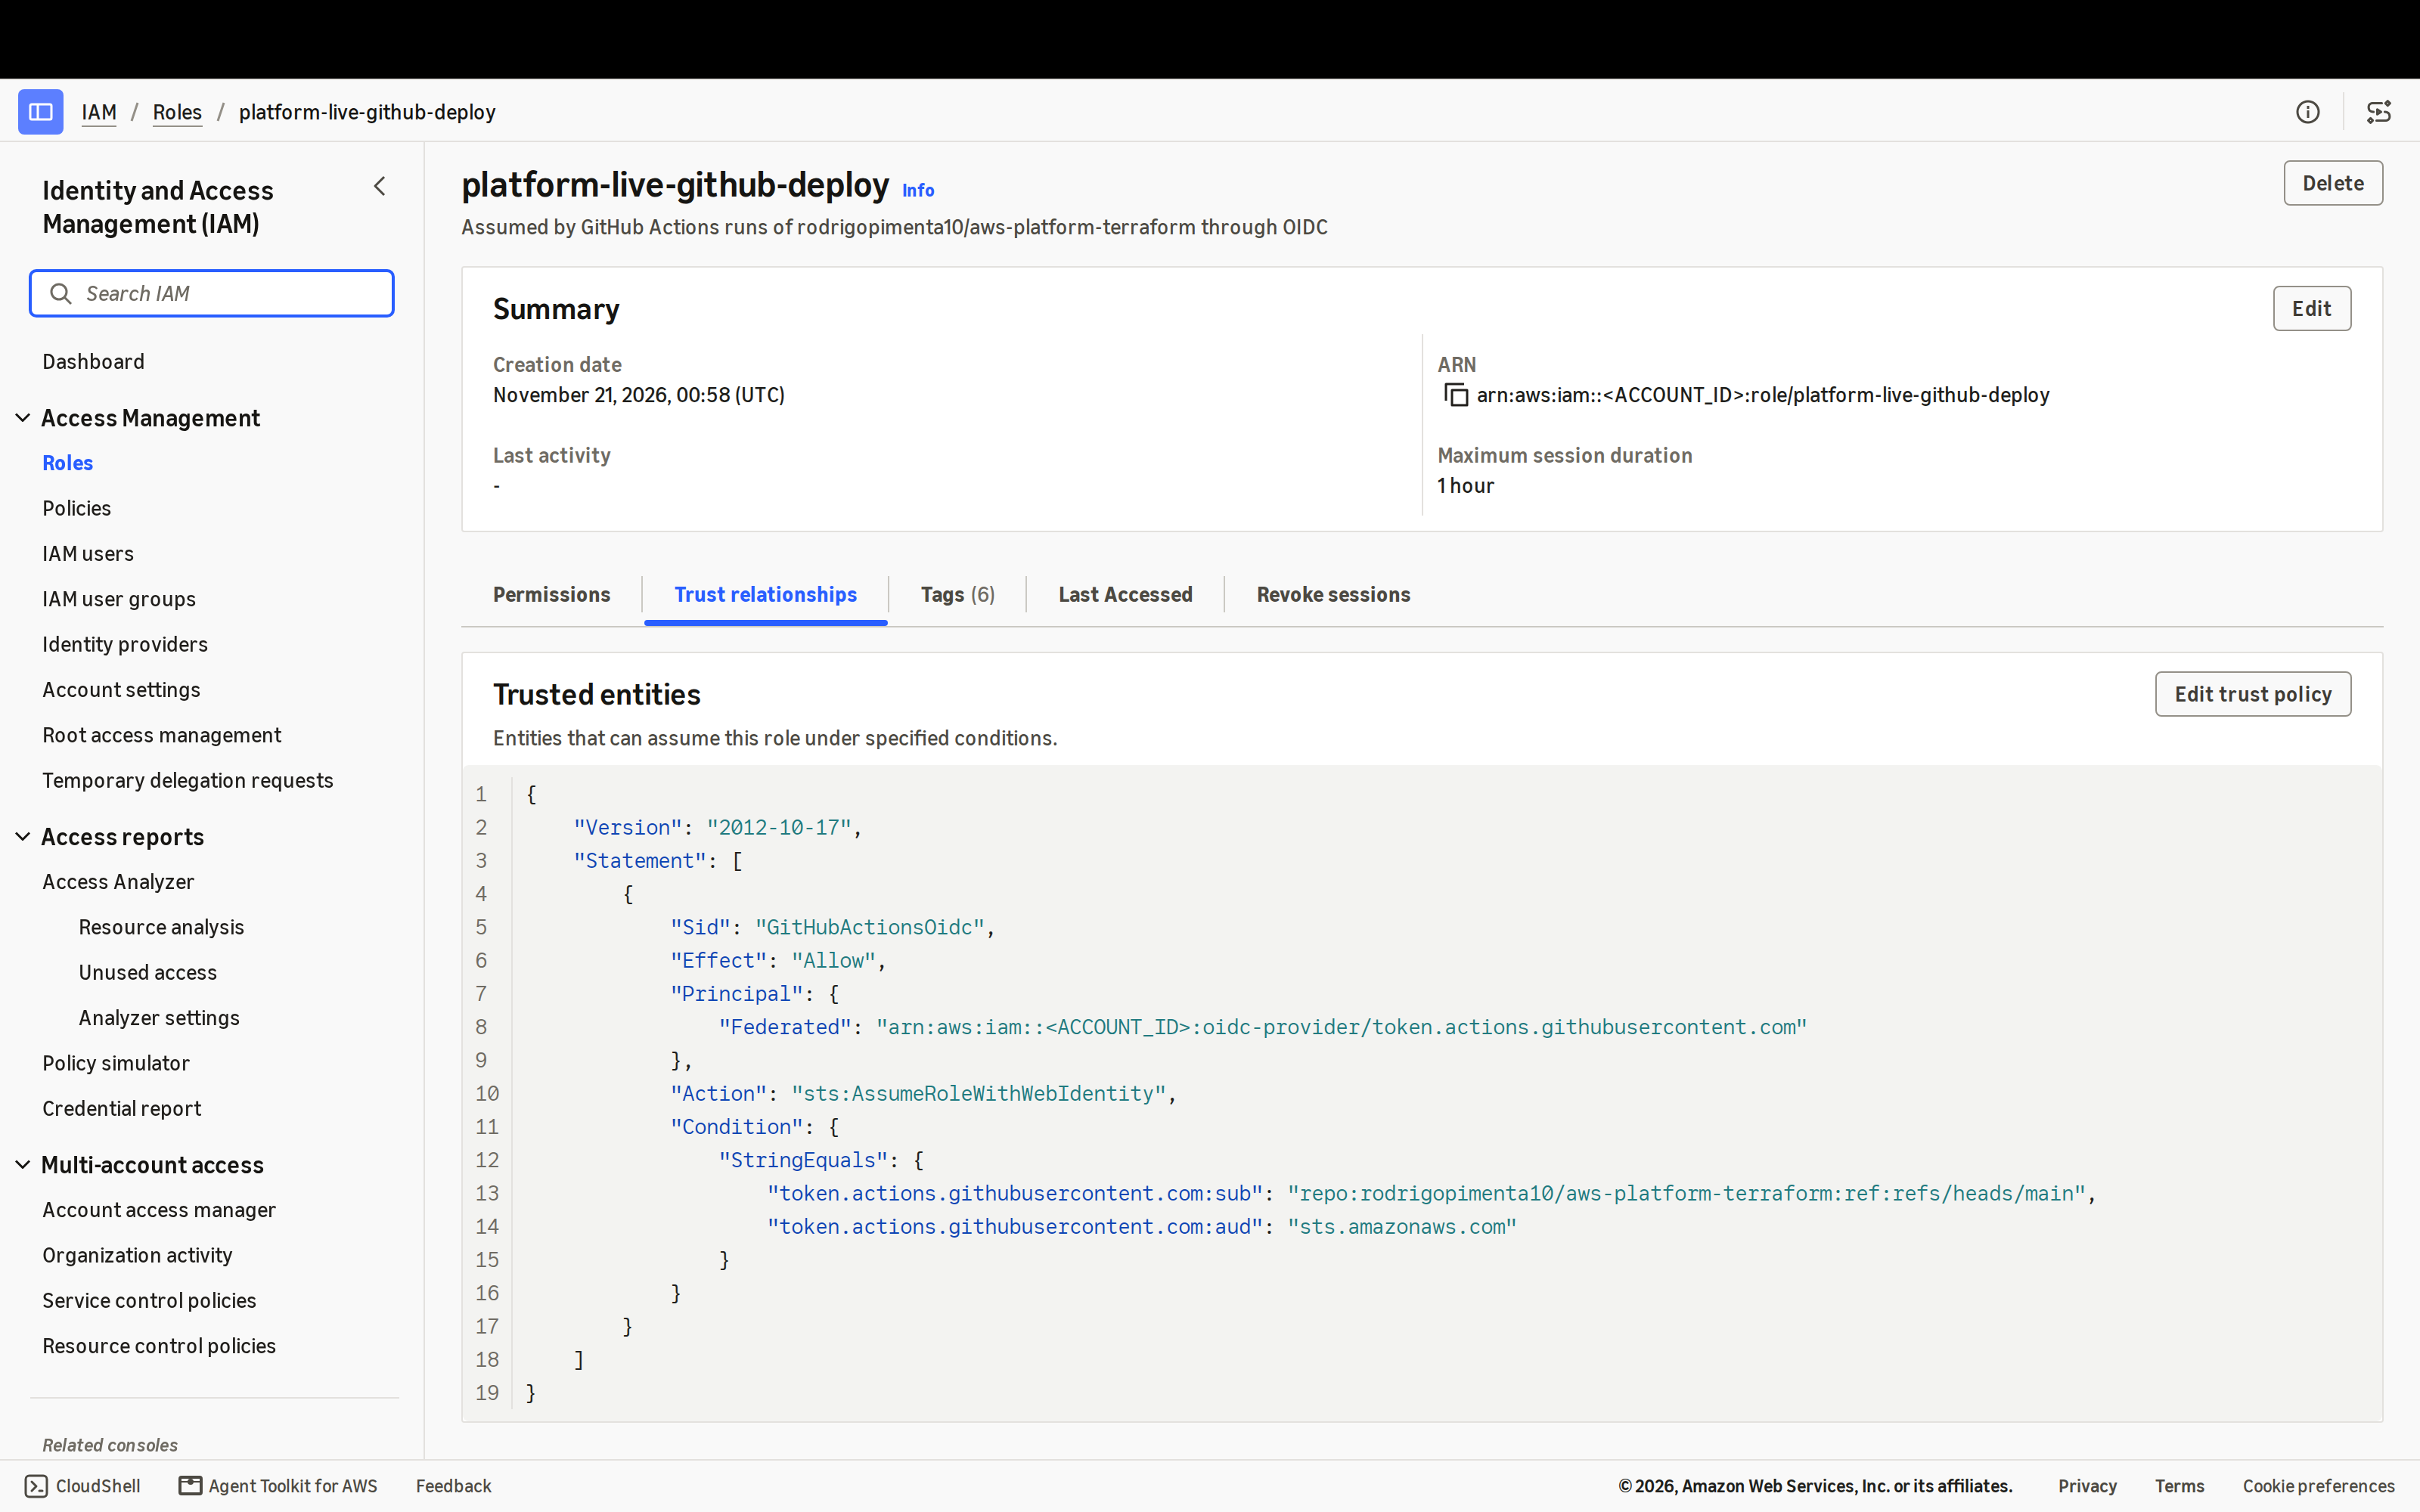 IAM / Roles / platform-live-github-deploy
Identity and Access
Management (IAM)
Search IAM
Dashboard
Access Management
Roles
Policies
IAM users
IAM user groups
Identity providers
Account settings
Root access management
Temporary delegation requests
Access reports
Access Analyzer
Resource analysis
Unused access
Analyzer settings
Policy simulator
Credential report
Multi-account access
Account access manager
Organization activity
Service control policies
Resource control policies
Related consoles
platform-live-github-deploy Info
Delete
Assumed by GitHub Actions runs of rodrigopimenta10/aws-platform-terraform through OIDC
Summary
Edit
Creation date
November 21, 2026, 00:58 (UTC)
ARN
arn:aws:iam::<ACCOUNT_ID>:role/platform-live-github-deploy
Last activity
-
Maximum session duration
1 hour
Permissions
Trust relationships
Tags (6)
Last Accessed
Revoke sessions
Trusted entities
Edit trust policy
Entities that can assume this role under specified conditions.
1 {
2 "Version": "2012-10-17",
3 "Statement": [
4 {
5 "Sid": "GitHubActionsOidc",
6 "Effect": "Allow",
7 "Principal": {
8 "Federated": "arn:aws:iam::<ACCOUNT_ID>:oidc-provider/token.actions.githubusercontent.com"
9 },
10 "Action": "sts:AssumeRoleWithWebIdentity",
11 "Condition": {
12 "StringEquals": {
13 "token.actions.githubusercontent.com:sub": "repo:rodrigopimenta10/aws-platform-terraform:ref:refs/heads/main",
14 "token.actions.githubusercontent.com:aud": "sts.amazonaws.com"
15 }
16 }
17 }
18 ]
19 }
CloudShell
Agent Toolkit for AWS
Feedback
© 2026, Amazon Web Services, Inc. or its affiliates.
Privacy
Terms
Cookie preferences